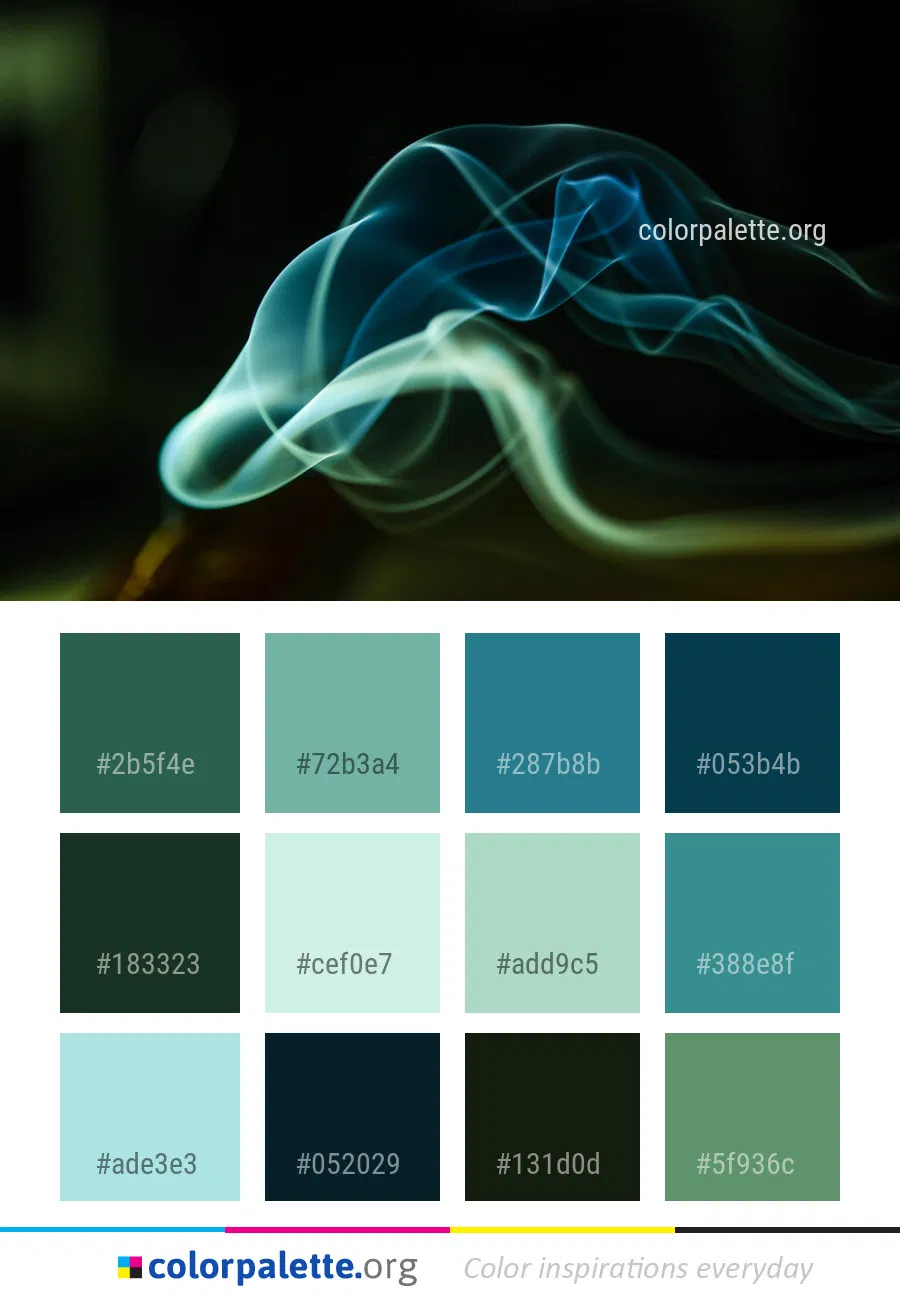 colorpalette.org
#2b5f4e #72b3a4 #287b8b #053b4b
#183323 #cef0e7 #add9c5 #388e8f
#ade3e3 #052029 #131d0d #5f936c
colorpalette.org Color inspirations everyday